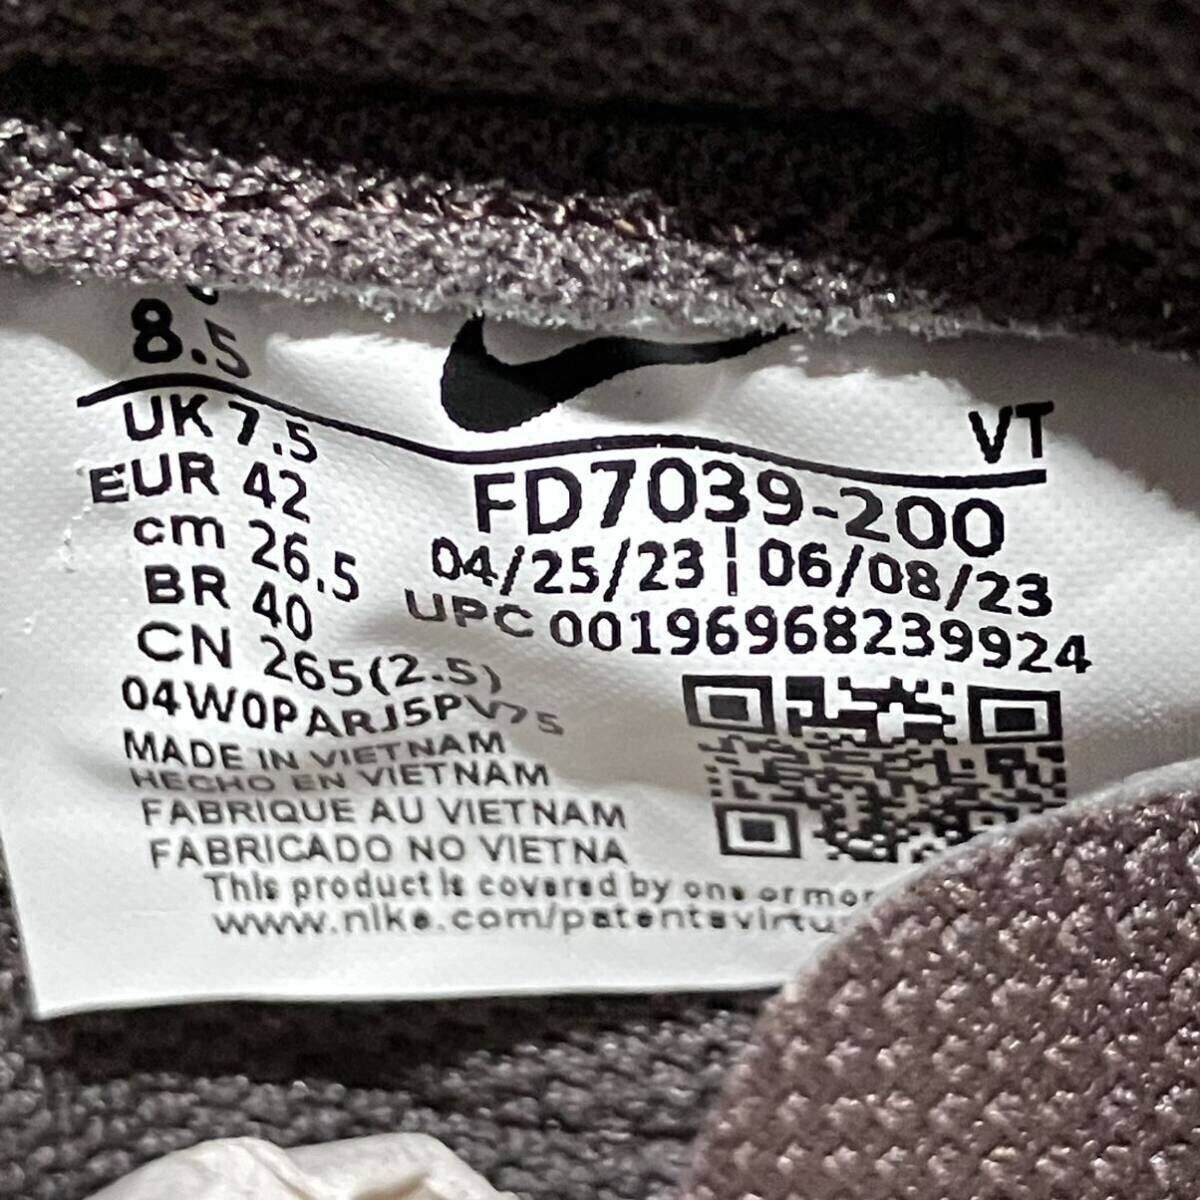 8.5
UK 7.5
EUR 42
cm 26.5
BR 40
CN 265(2.5)
04W0PARJ5PV75
MADE IN VIETNAM
HECHO EN VIETNAM
FABRIQUE AU VIETNAM
FABRICADO NO VIETNA
This product is covered by one or mor
www.nike.com/patentsvirtu
VT
FD7039-200
04/25/23 | 06/08/23
UPC 00196968239924